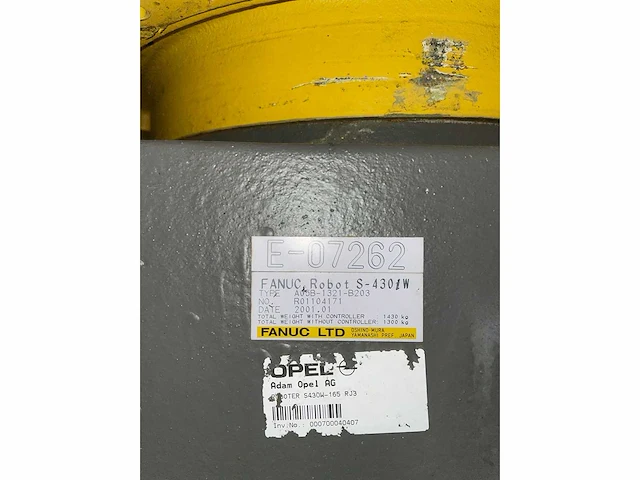 E-07262
FANUC Robot S-430iW
TYPE A05B-1321-B203
NO. R01104171
DATE 2001.01
TOTAL WEIGHT WITH CONTROLLER 1430 kg
TOTAL WEIGHT WITHOUT CONTROLLER 1300 kg
FANUC LTD OSHINO-MURA
YAMANASHI PREF. JAPAN
OPEL
Adam Opel AG
S430W-165 RJ3
Inv.No.: 000700040407